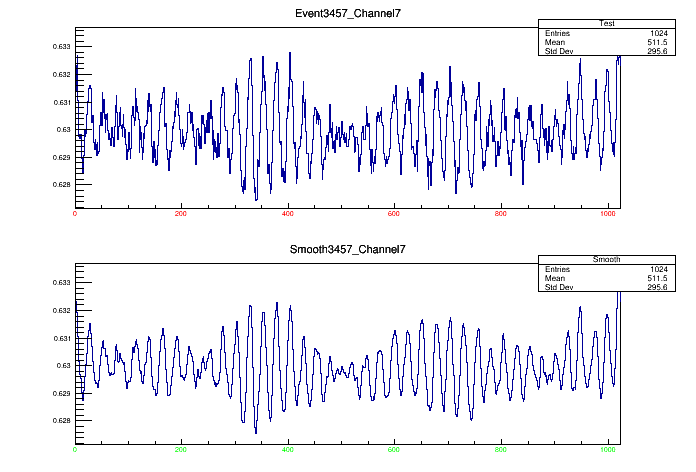 Event3457_Channel7
Test
Entries 1024
Mean 511.5
Std Dev 295.6
0.633
0.632
0.631
0.63
0.629
0.628
0 200 400 600 800 1000
Smooth3457_Channel7
Smooth
Entries 1024
Mean 511.5
Std Dev 295.6
0.633
0.632
0.631
0.63
0.629
0.628
0 200 400 600 800 1000